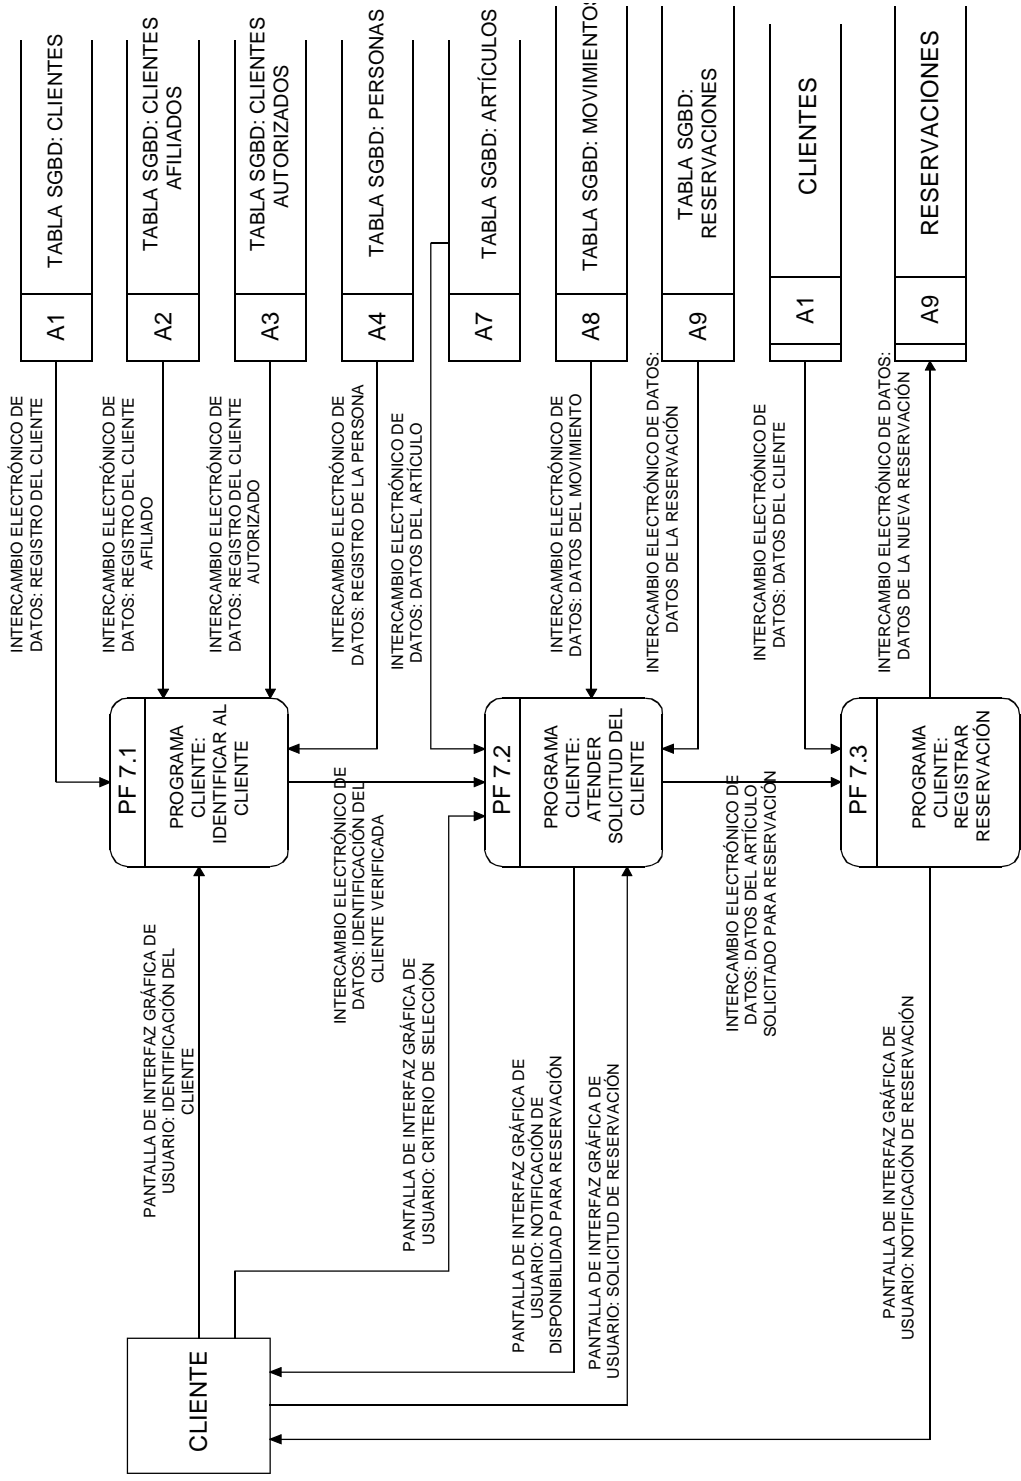 A1
TABLA SGBD: CLIENTES
A2
TABLA SGBD: CLIENTES
AFILIADOS
A3
TABLA SGBD: CLIENTES
AUTORIZADOS
A4
TABLA SGBD: PERSONAS
A7
TABLA SGBD: ARTÍCULOS
A8
TABLA SGBD: MOVIMIENTOS
A9
TABLA SGBD:
RESERVACIONES
A1
CLIENTES
A9
RESERVACIONES
INTERCAMBIO ELECTRÓNICO DE
DATOS: REGISTRO DEL CLIENTE
INTERCAMBIO ELECTRÓNICO DE
DATOS: REGISTRO DEL CLIENTE
AFILIADO
INTERCAMBIO ELECTRÓNICO DE
DATOS: REGISTRO DEL CLIENTE
AUTORIZADO
INTERCAMBIO ELECTRÓNICO DE
DATOS: REGISTRO DE LA PERSONA
INTERCAMBIO ELECTRÓNICO DE
DATOS: DATOS DEL ARTÍCULO
INTERCAMBIO ELECTRÓNICO DE
DATOS: DATOS DEL MOVIMIENTO
INTERCAMBIO ELECTRÓNICO DE DATOS:
DATOS DE LA RESERVACIÓN
INTERCAMBIO ELECTRÓNICO DE
DATOS: DATOS DEL CLIENTE
INTERCAMBIO ELECTRÓNICO DE DATOS:
DATOS DE LA NUEVA RESERVACIÓN
PF 7.1
PROGRAMA
CLIENTE:
IDENTIFICAR AL
CLIENTE
INTERCAMBIO ELECTRÓNICO DE
DATOS: IDENTIFICACIÓN DEL
CLIENTE VERIFICADA
PF 7.2
PROGRAMA
CLIENTE:
ATENDER
SOLICITUD DEL
CLIENTE
INTERCAMBIO ELECTRÓNICO DE
DATOS: DATOS DEL ARTÍCULO
SOLICITADO PARA RESERVACIÓN
PF 7.3
PROGRAMA
CLIENTE:
REGISTRAR
RESERVACIÓN
PANTALLA DE INTERFAZ GRÁFICA DE
USUARIO: IDENTIFICACIÓN DEL
CLIENTE
PANTALLA DE INTERFAZ GRÁFICA DE
USUARIO: CRITERIO DE SELECCIÓN
PANTALLA DE INTERFAZ GRÁFICA DE
USUARIO: NOTIFICACIÓN DE
DISPONIBILIDAD PARA RESERVACIÓN
PANTALLA DE INTERFAZ GRÁFICA DE
USUARIO: SOLICITUD DE RESERVACIÓN
PANTALLA DE INTERFAZ GRÁFICA DE
USUARIO: NOTIFICACIÓN DE RESERVACIÓN
CLIENTE